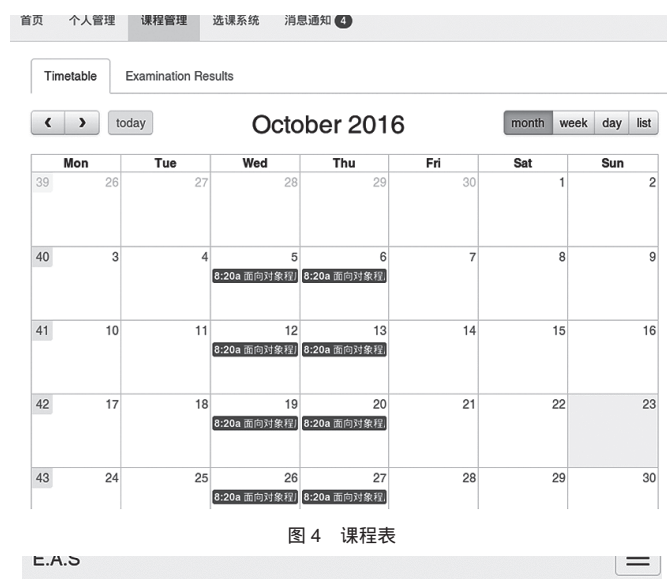 首页 个人管理 课程管理 选课系统 消息通知 4
Timetable Examination Results
today October 2016 month week day list
Mon Tue Wed Thu Fri Sat Sun
39 26 27 28 29 30 1 2
40 3 4 5 6 7 8 9
8:20a 面向对象程 8:20a 面向对象程
41 10 11 12 13 14 15 16
8:20a 面向对象程 8:20a 面向对象程
42 17 18 19 20 21 22 23
8:20a 面向对象程 8:20a 面向对象程
43 24 25 26 27 28 29 30
8:20a 面向对象程 8:20a 面向对象程
图 4 课程表
E.A.S